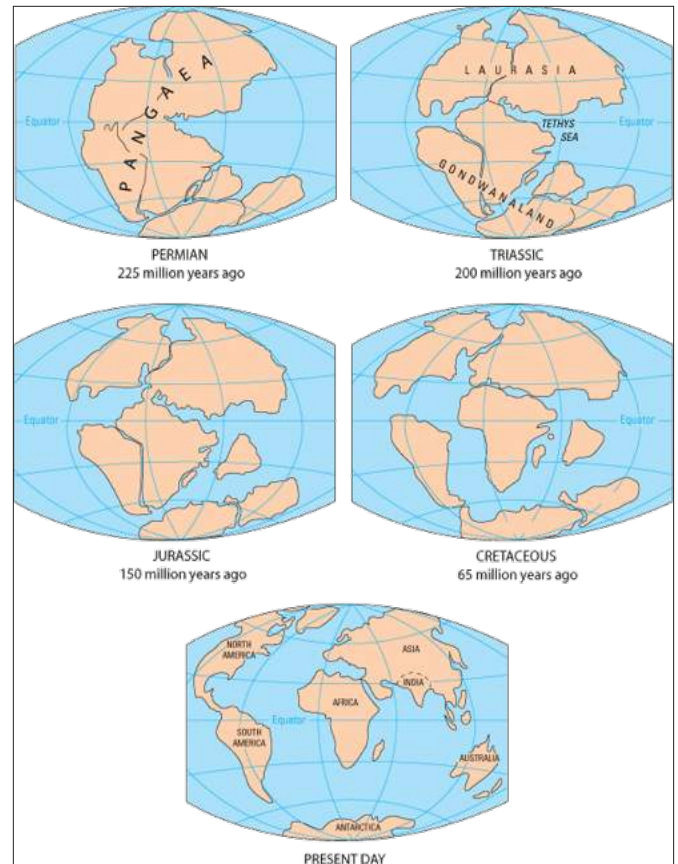 PANGAEA
Equator
PERMIAN
225 million years ago
LAURASIA
Equator
TETHYS
SEA
GONDWANALAND
TRIASSIC
200 million years ago
Equator
JURASSIC
150 million years ago
Equator
CRETACEOUS
65 million years ago
NORTH
AMERICA
ASIA
INDIA
AFRICA
Equator
SOUTH
AMERICA
AUSTRALIA
ANTARCTICA
PRESENT DAY